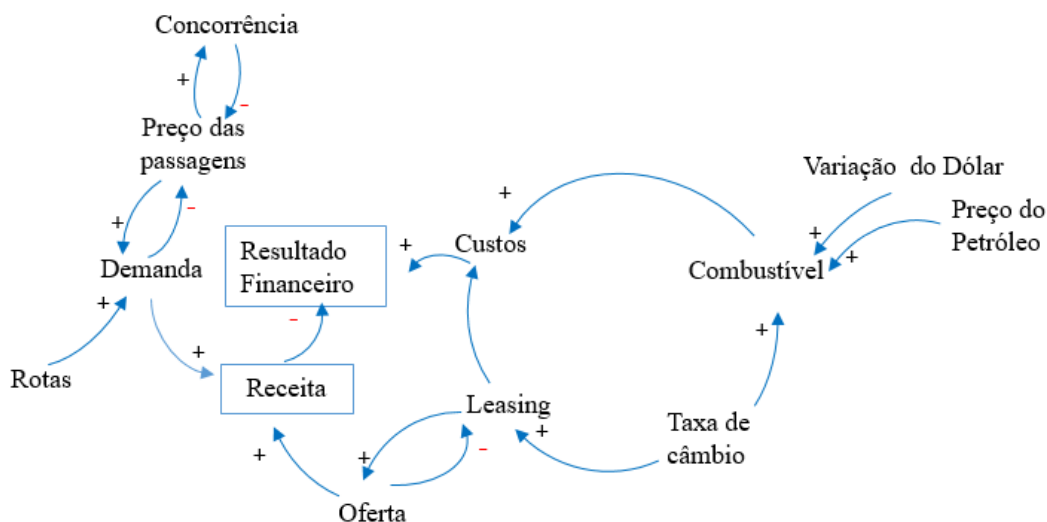 Concorrência
+
–
Preço das
passagens
+
–
Demanda
+
Rotas
+
Resultado
Financeiro
–
+
Receita
+
Custos
+
Leasing
+
–
+
Oferta
Variação do Dólar
Preço do
Petróleo
+
+
Combustível
+
Taxa de
câmbio